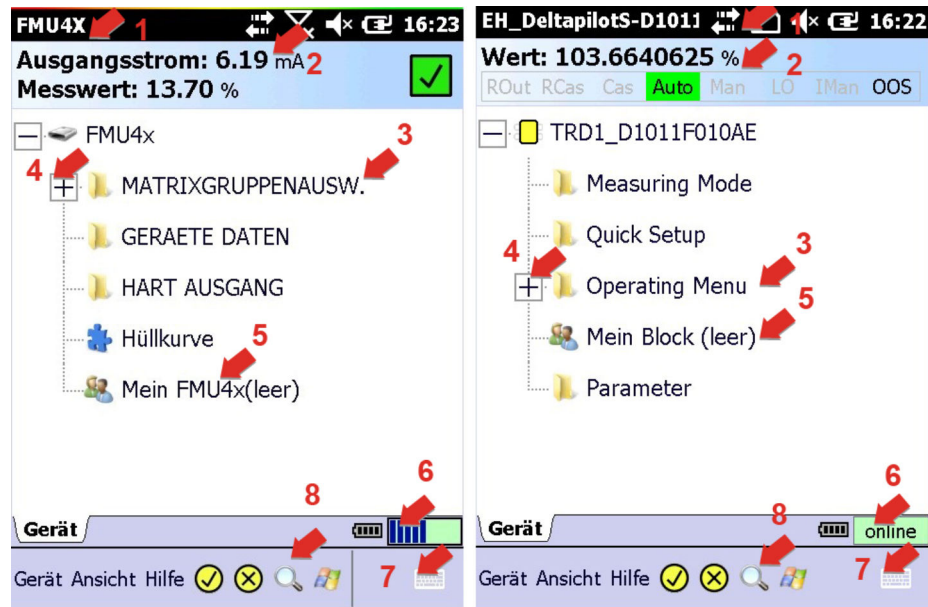 FMU4X 1 16:23
Ausgangsstrom: 6.19 mA 2
Messwert: 13.70 %
FMU4x
3
4
MATRIXGRUPPENAUSW.
GERAETE DATEN
HART AUSGANG
Hüllkurve 5
Mein FMU4x(leer)
6
8
Gerät
Gerät Ansicht Hilfe 7
EH_DeltapilotS-D1011 1 16:22
Wert: 103.6640625 % 2
ROut RCas Cas Auto Man LO IMan OOS
TRD1_D1011F010AE
Measuring Mode
Quick Setup 3
4
Operating Menu
5
Mein Block (leer)
Parameter
6
8
Gerät online
Gerät Ansicht Hilfe 7